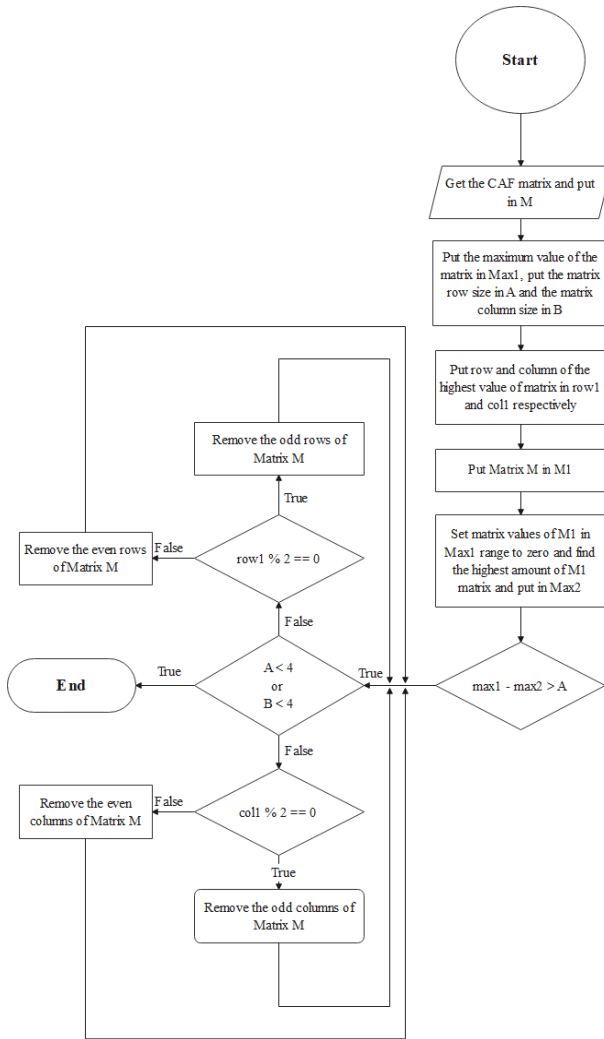 Start
Get the CAF matrix and put
in M
Put the maximum value of the
matrix in Max1, put the matrix
row size in A and the matrix
column size in B
Put row and column of the
highest value of matrix in row1
and col1 respectively
Put Matrix M in M1
Set matrix values of M1 in
Max1 range to zero and find
the highest amount of M1
matrix and put in Max2
max1 - max2 > A
True
A < 4
or
B < 4
True
End
False
row1 % 2 == 0
True
Remove the odd rows of
Matrix M
False
Remove the even rows
of Matrix M
False
col1 % 2 == 0
False
Remove the even
columns of Matrix M
True
Remove the odd columns of
Matrix M